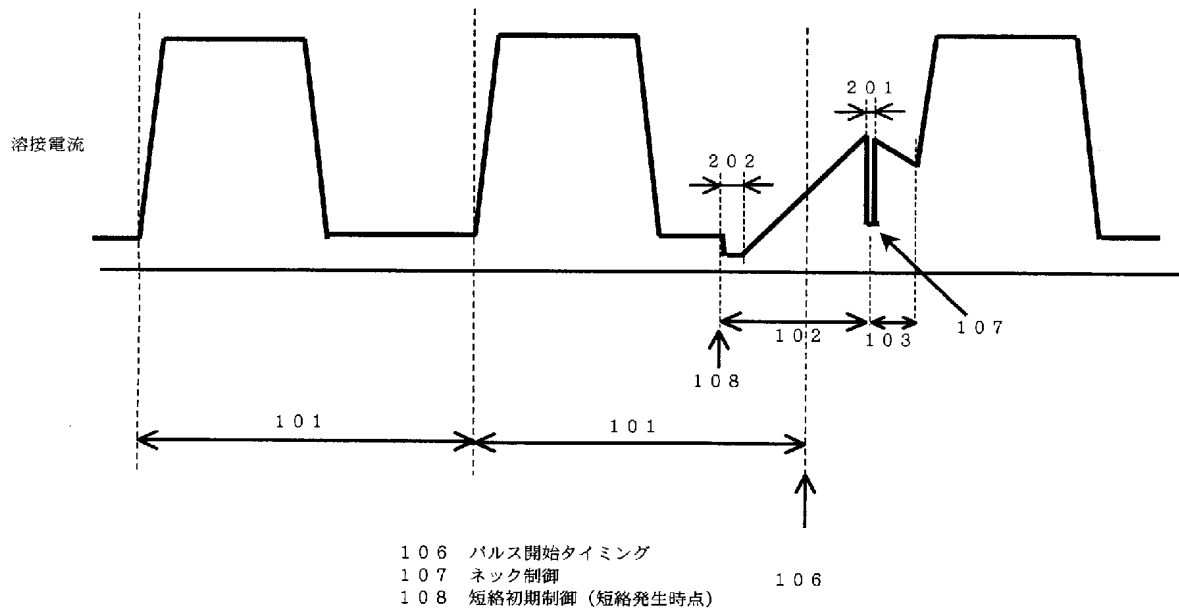 ２０１
溶接電流
２０２
１０７
１０２
１０３
１０８
１０１
１０１
１０６ パルス開始タイミング
１０７ ネック制御
１０６
１０８ 短絡初期制御（短絡発生時点）